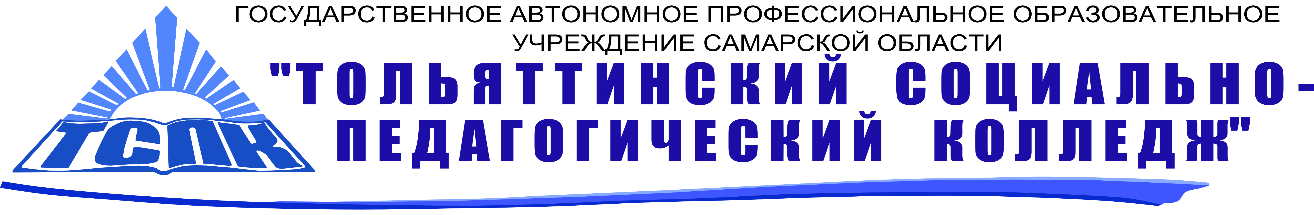 ГОСУДАРСТВЕННОЕ АВТОНОМНОЕ ПРОФЕССИОНАЛЬНОЕ ОБРАЗОВАТЕЛЬНОЕ
УЧРЕЖДЕНИЕ САМАРСКОЙ ОБЛАСТИ
"ТОЛЬЯТТИНСКИЙ СОЦИАЛЬНО-
ПЕДАГОГИЧЕСКИЙ КОЛЛЕДЖ"
ТСПК